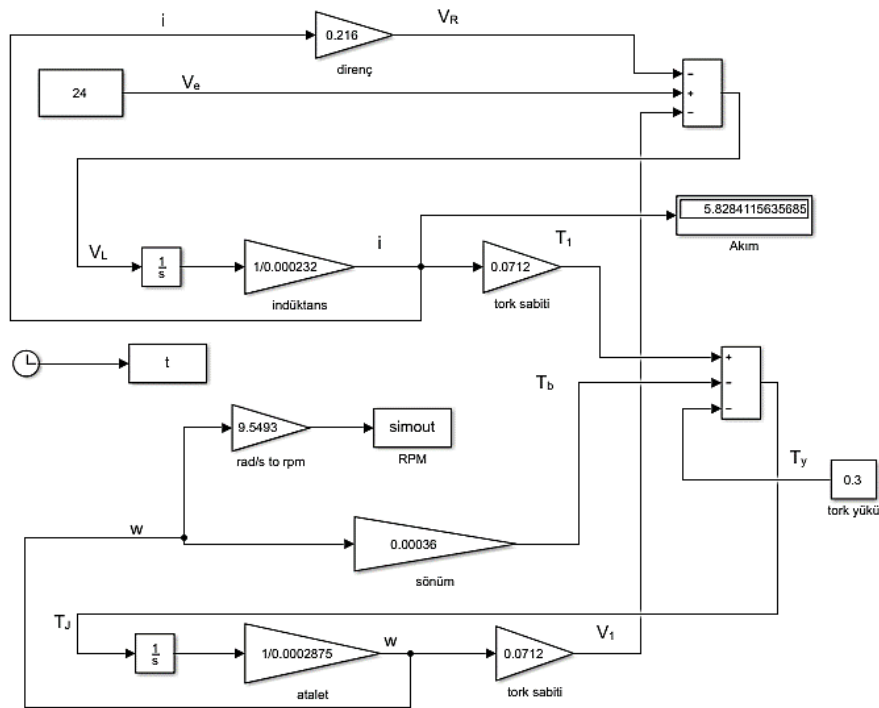 i
V_R
0.216
direnç
24
V_e
−
+
−
5.8284115635685
Akım
V_L
1
s
1/0.000232
indüktans
i
0.0712
tork sabiti
T_1
t
+
−
−
T_b
9.5493
rad/s to rpm
simout
RPM
T_y
0.3
tork yükü
w
0.00036
sönüm
T_J
1
s
1/0.0002875
atalet
w
0.0712
tork sabiti
V_1